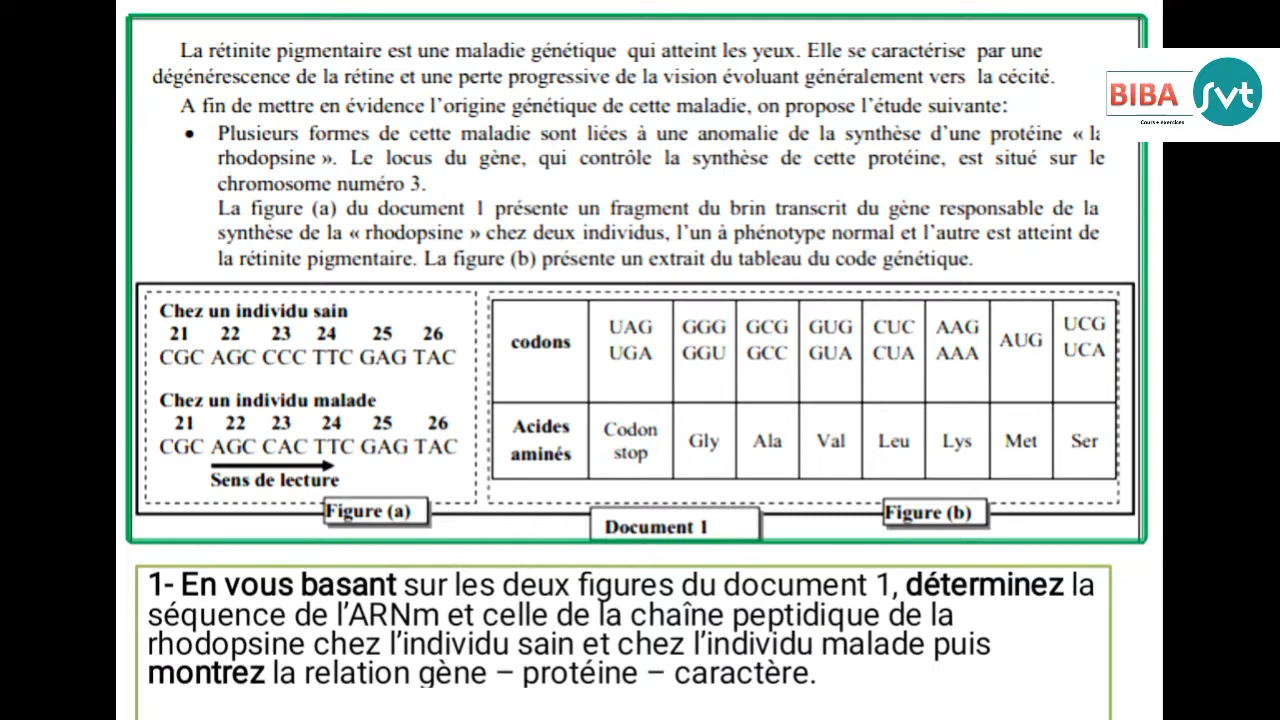 La rétinite pigmentaire est une maladie génétique qui atteint les yeux. Elle se caractérise par une
dégénérescence de la rétine et une perte progressive de la vision évoluant généralement vers la cécité.
A fin de mettre en évidence l'origine génétique de cette maladie, on propose l'étude suivante:
• Plusieurs formes de cette maladie sont liées à une anomalie de la synthèse d'une protéine « la
rhodopsine ». Le locus du gène, qui contrôle la synthèse de cette protéine, est situé sur le
chromosome numéro 3.
La figure (a) du document 1 présente un fragment du brin transcrit du gène responsable de la
synthèse de la « rhodopsine » chez deux individus, l'un à phénotype normal et l'autre est atteint de
la rétinite pigmentaire. La figure (b) présente un extrait du tableau du code génétique.
BIBA svt
Cours + exercices
Chez un individu sain
21 22 23 24 25 26
CGC AGC CCC TTC GAG TAC
Chez un individu malade
21 22 23 24 25 26
CGC AGC CAC TTC GAG TAC
Sens de lecture
Figure (a)
codons
UAG GGG GCG GUG CUC AAG AUG UCG
UGA GGU GCC GUA CUA AAA UCA
Acides aminés
Codon stop Gly Ala Val Leu Lys Met Ser
Figure (b)
Document 1
1- En vous basant sur les deux figures du document 1, déterminez la
séquence de l'ARNm et celle de la chaîne peptidique de la
rhodopsine chez l'individu sain et chez l'individu malade puis
montrez la relation gène – protéine – caractère.